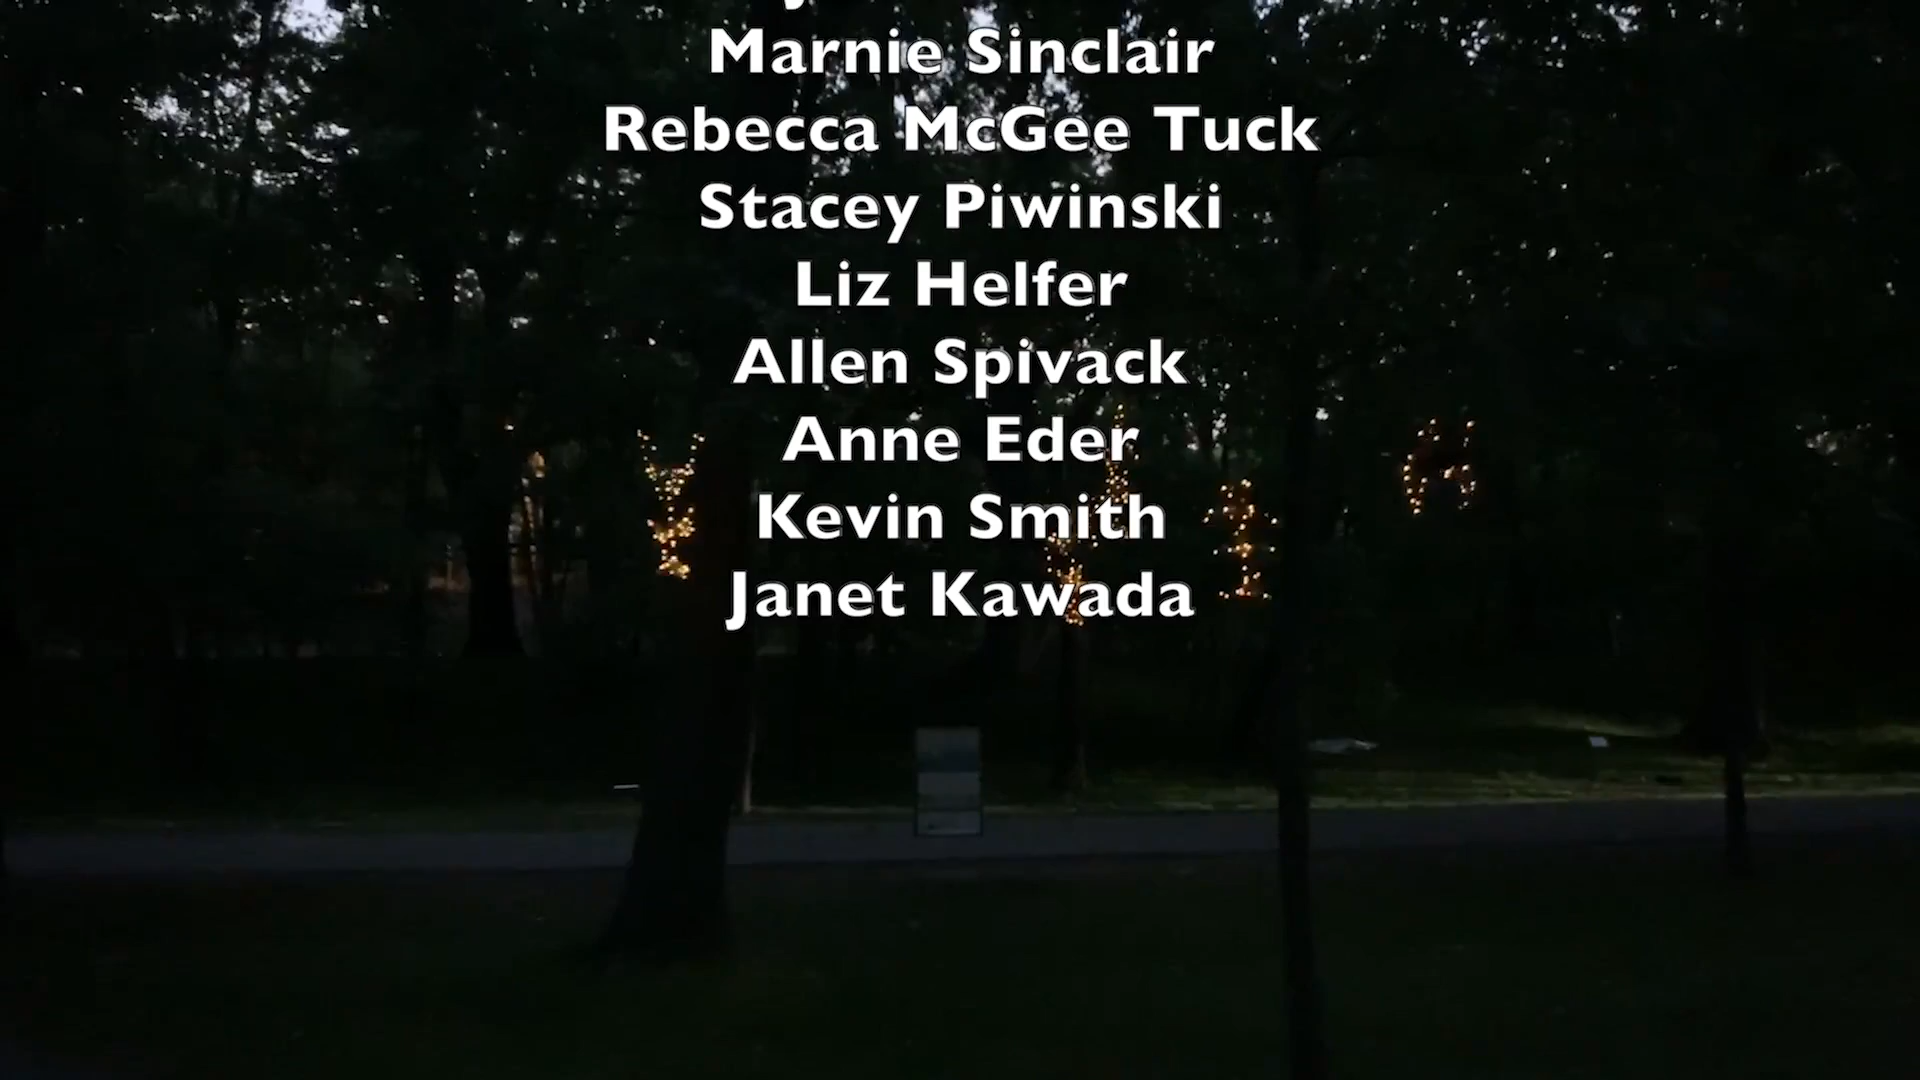 Marnie Sinclair
Rebecca McGee Tuck
Stacey Piwinski
Liz Helfer
Allen Spivack
Anne Eder
Kevin Smith
Janet Kawada